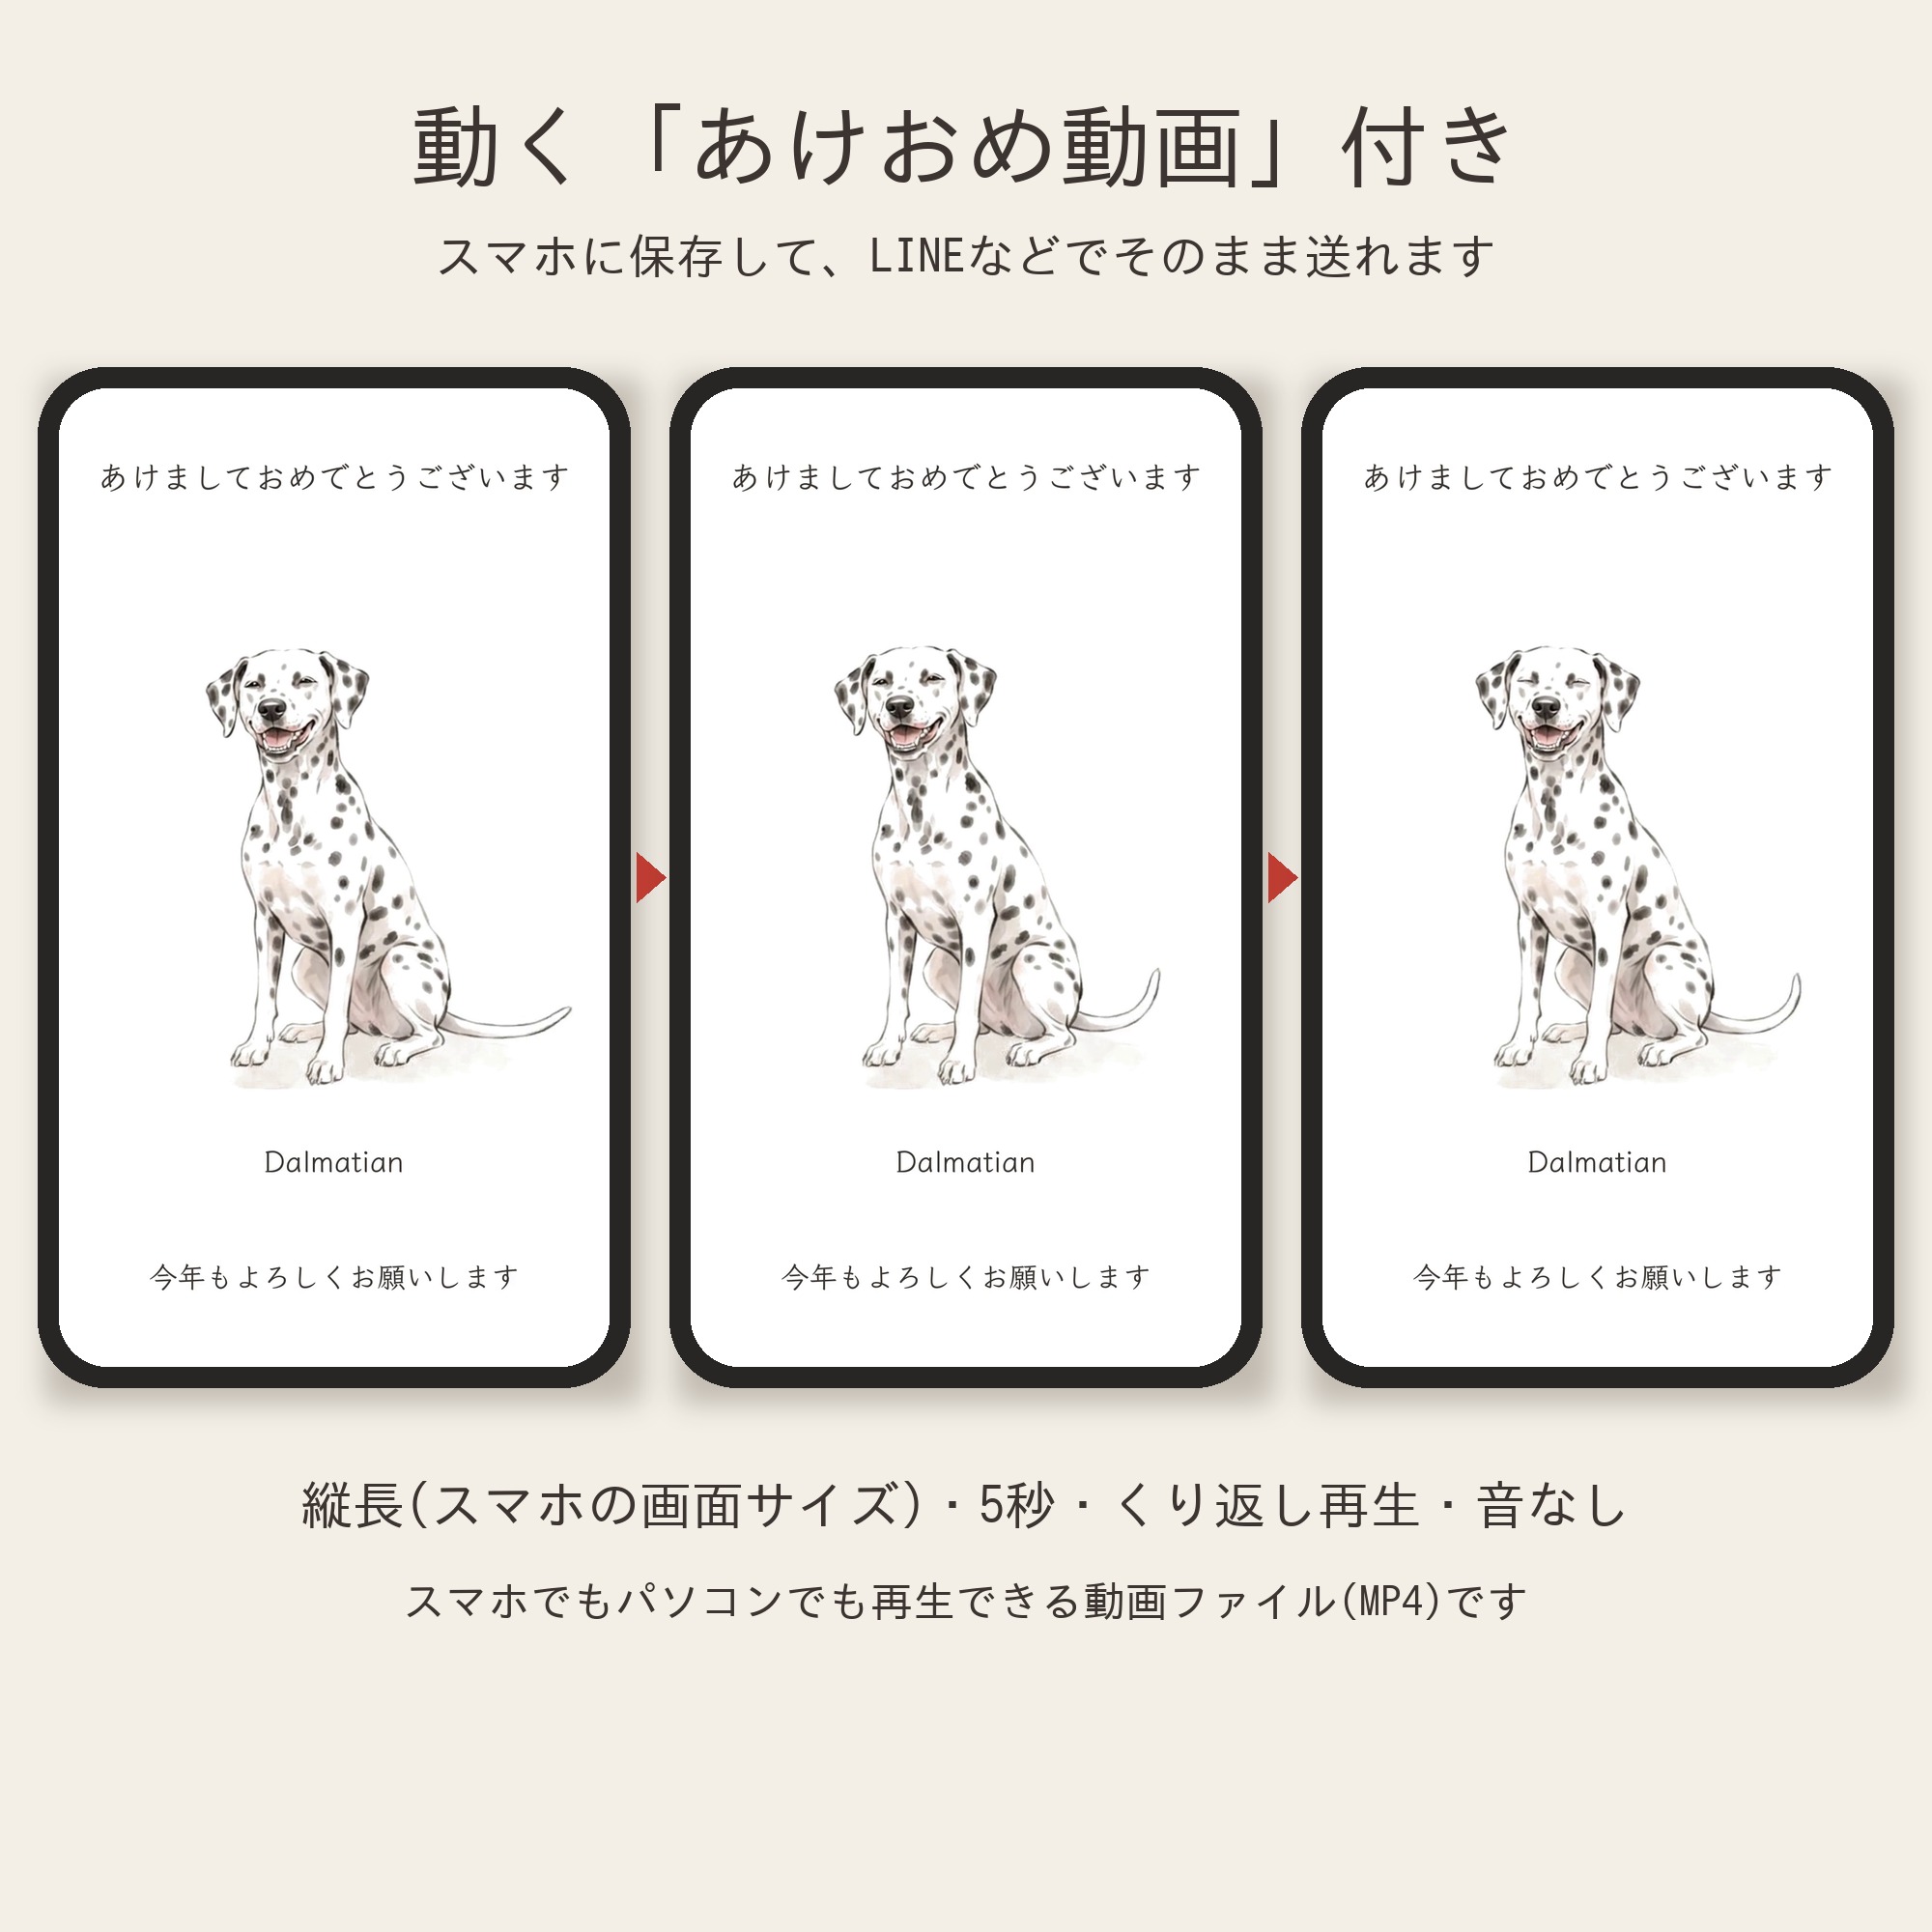 動く「あけおめ動画」付き
スマホに保存して、LINEなどでそのまま送れます
あけましておめでとうございます
Dalmatian
今年もよろしくお願いします
あけましておめでとうございます
Dalmatian
今年もよろしくお願いします
あけましておめでとうございます
Dalmatian
今年もよろしくお願いします
縦長(スマホの画面サイズ)・5秒・くり返し再生・音なし
スマホでもパソコンでも再生できる動画ファイル(MP4)です